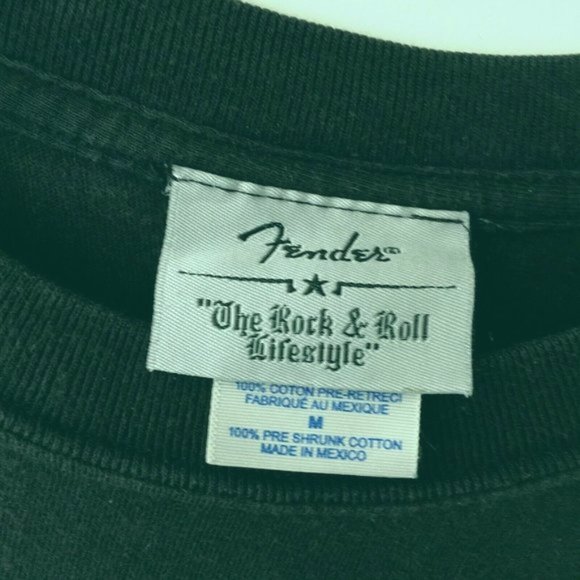 Fender®
"The Rock & Roll
Lifestyle"
100% COTON PRE-RETRECI
FABRIQUÉ AU MEXIQUE
M
100% PRE SHRUNK COTTON
MADE IN MEXICO